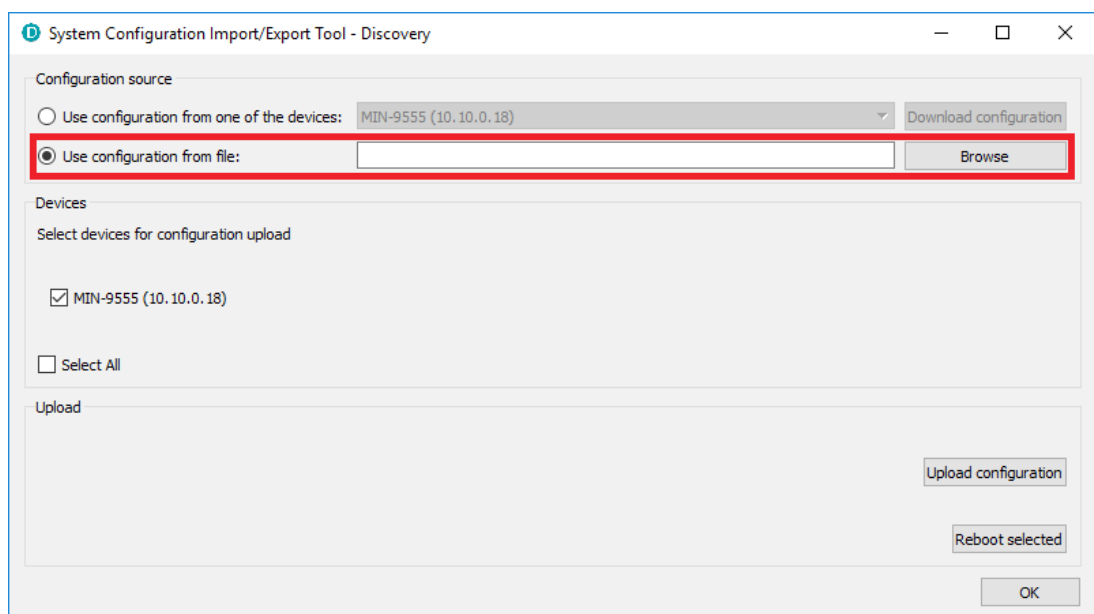 System Configuration Import/Export Tool - Discovery
Configuration source
Use configuration from one of the devices: MIN-9555 (10.10.0.18) Download configuration
Use configuration from file: Browse
Devices
Select devices for configuration upload
MIN-9555 (10.10.0.18)
Select All
Upload
Upload configuration
Reboot selected
OK